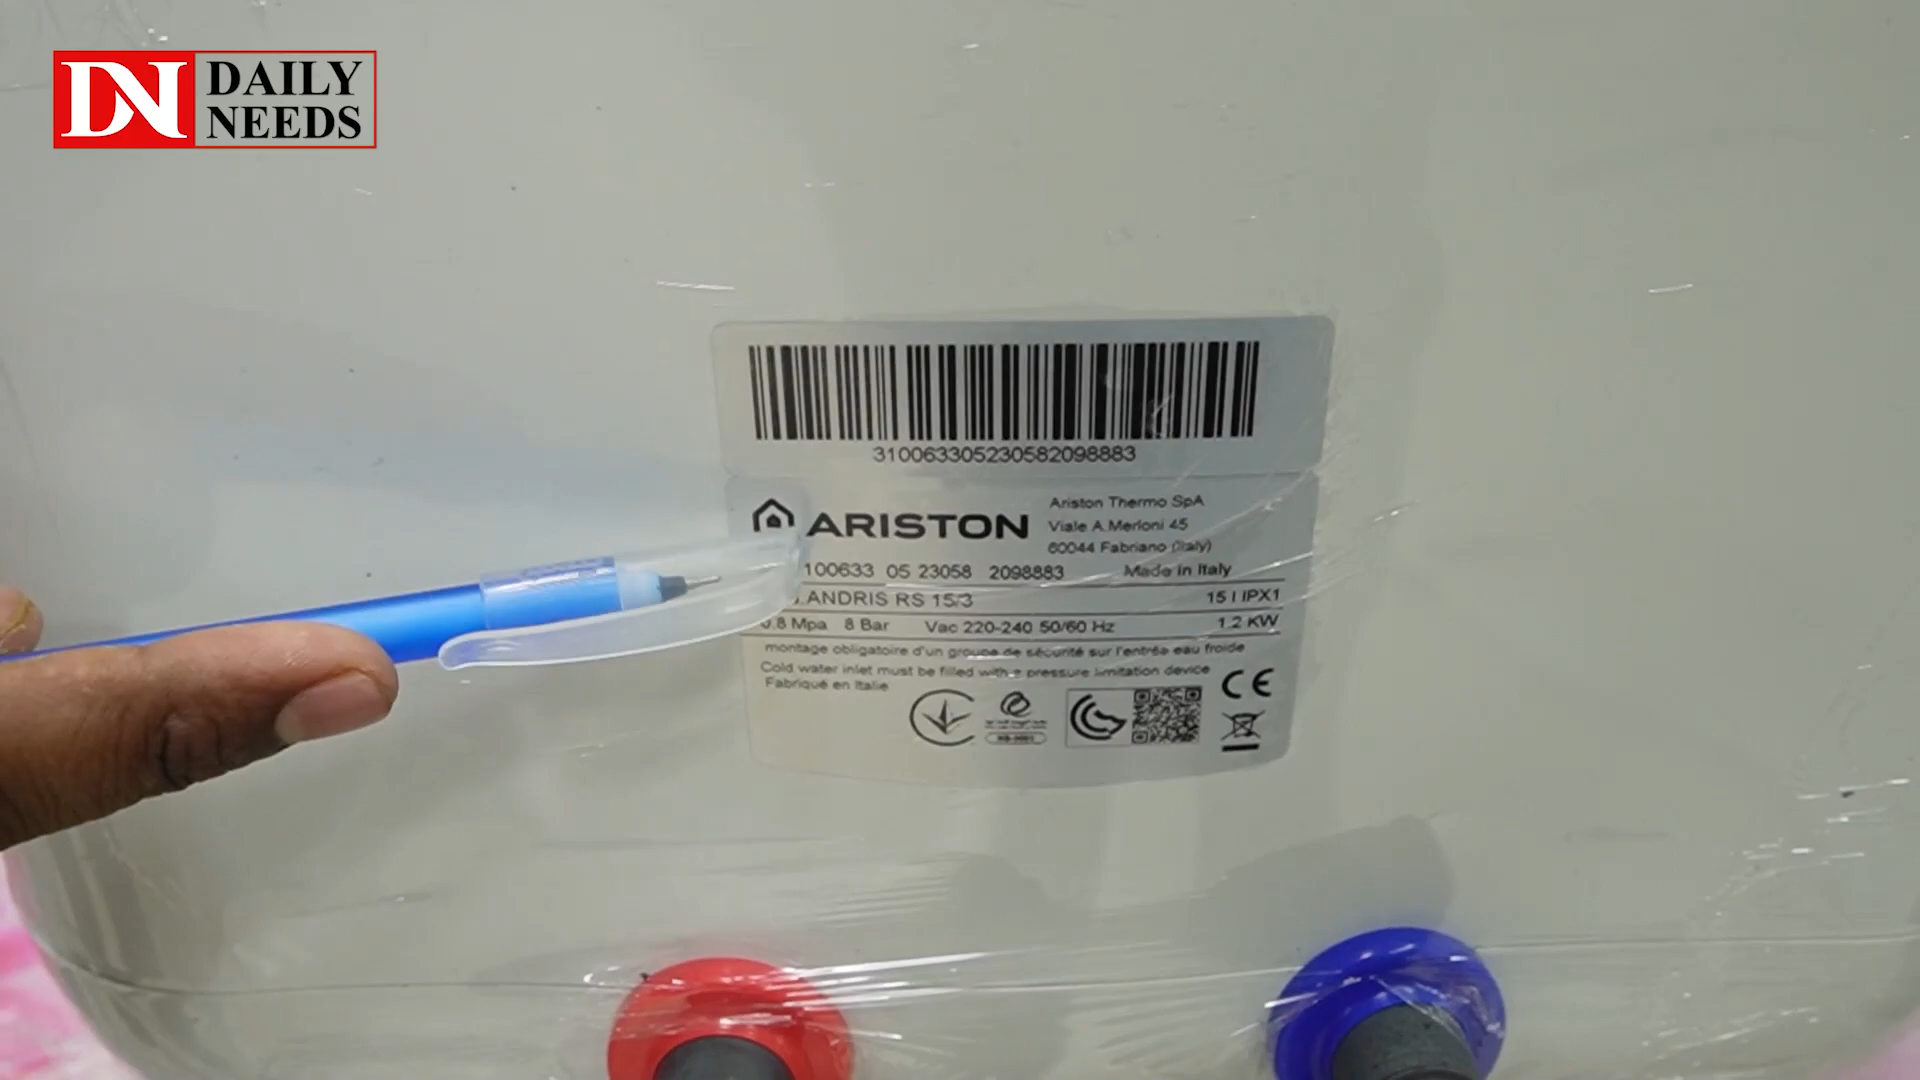 DN DAILY
NEEDS
310063305230582098883
ARISTON
Ariston Thermo SpA
Viale A.Merloni 45
60044 Fabriano (Italy)
100633 05 23058 2098883 Made in Italy
ANDRIS RS 15/3 15 l IPX1
0.8 Mpa 8 Bar Vac 220-240 50/60 Hz 1.2 KW
montage obligatoire d'un groupe de sécurité sur l'entrée eau froide
Cold water inlet must be filled with a pressure limitation device
Fabriqué en Italie
CE